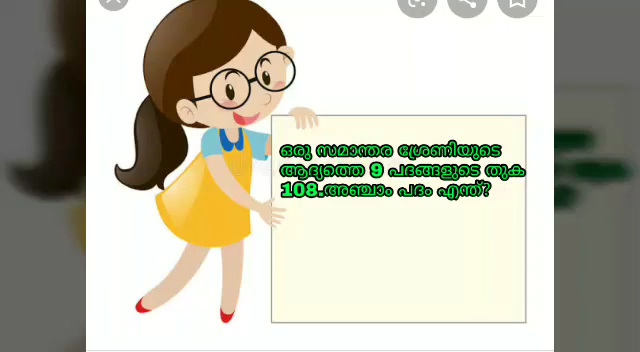 ഒരു സമാന്തര ശ്രേണിയുടെ
ആദ്യത്തെ 9 പദങ്ങളുടെ തുക
108.അഞ്ചാം പദം എന്ത്?